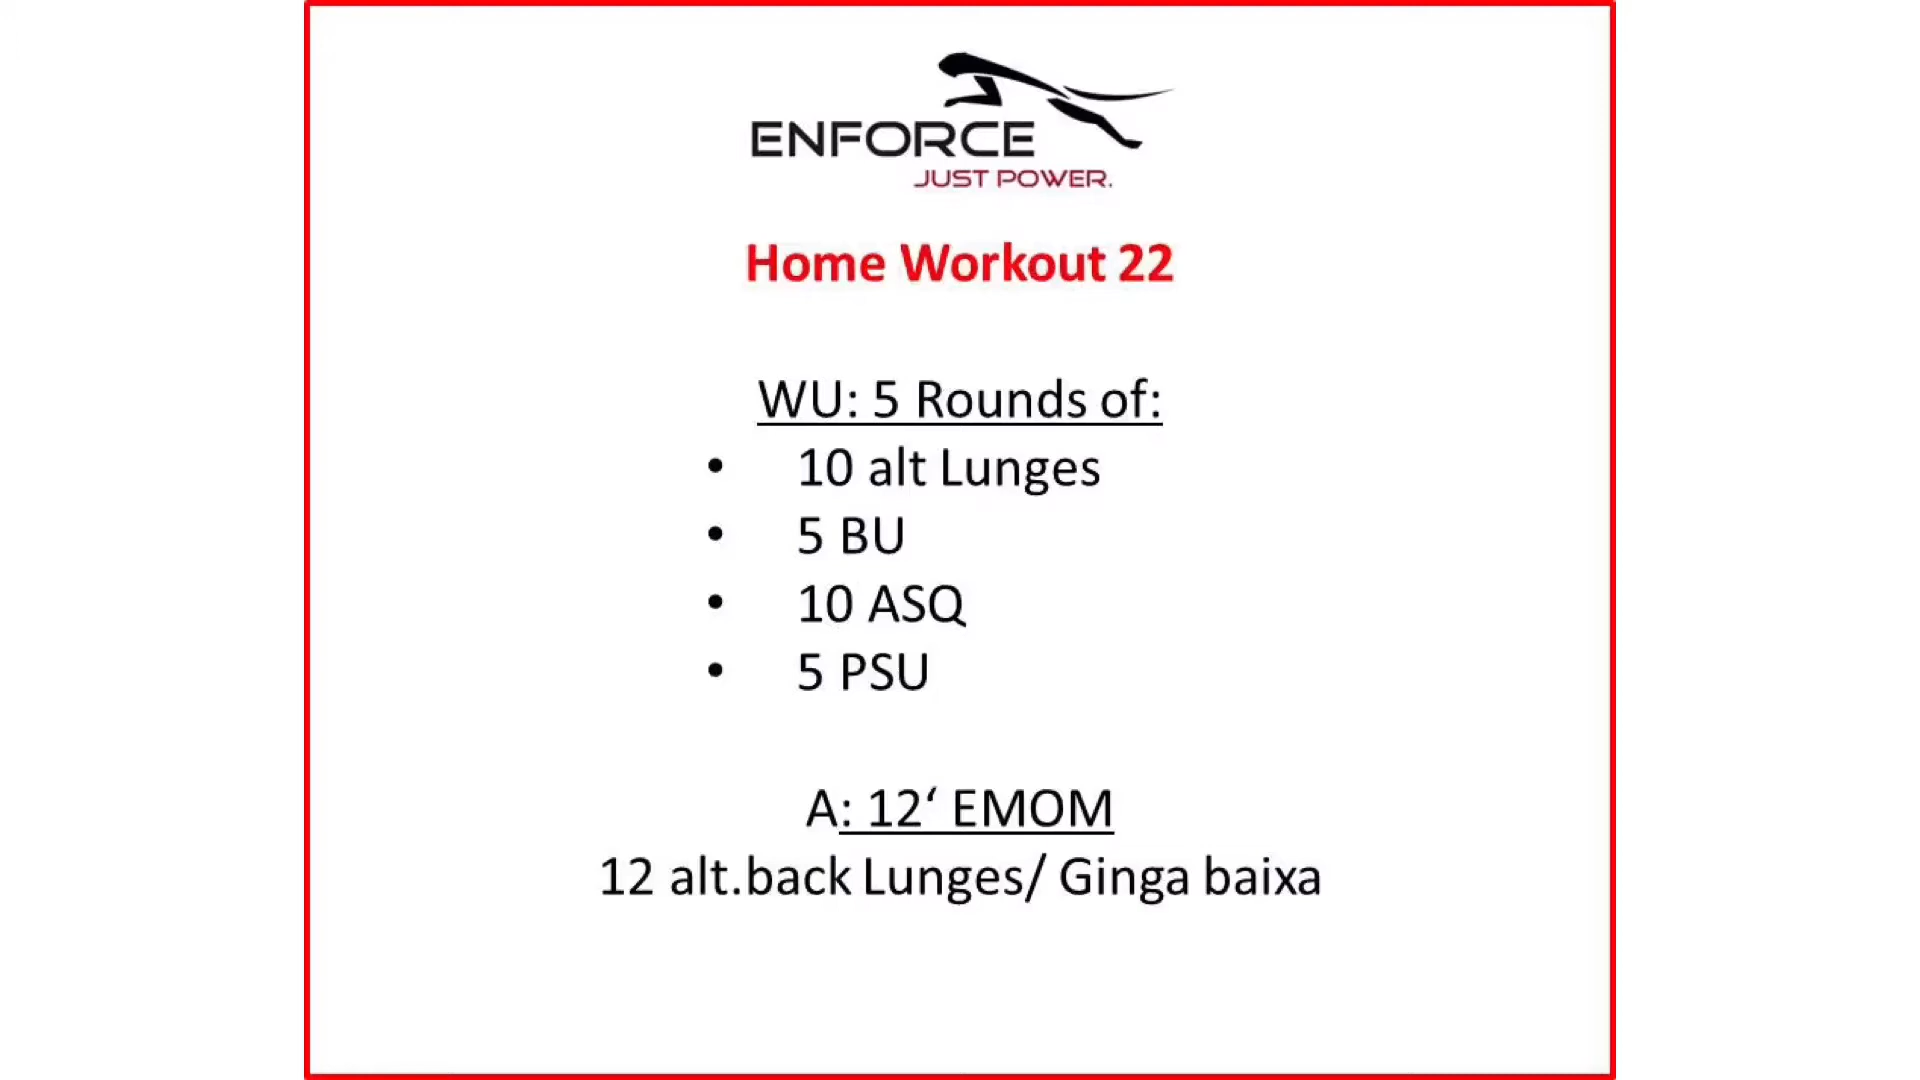 ENFORCE
JUST POWER.
Home Workout 22
WU: 5 Rounds of:
• 10 alt Lunges
• 5 BU
• 10 ASQ
• 5 PSU
A: 12‘ EMOM
12 alt.back Lunges/ Ginga baixa